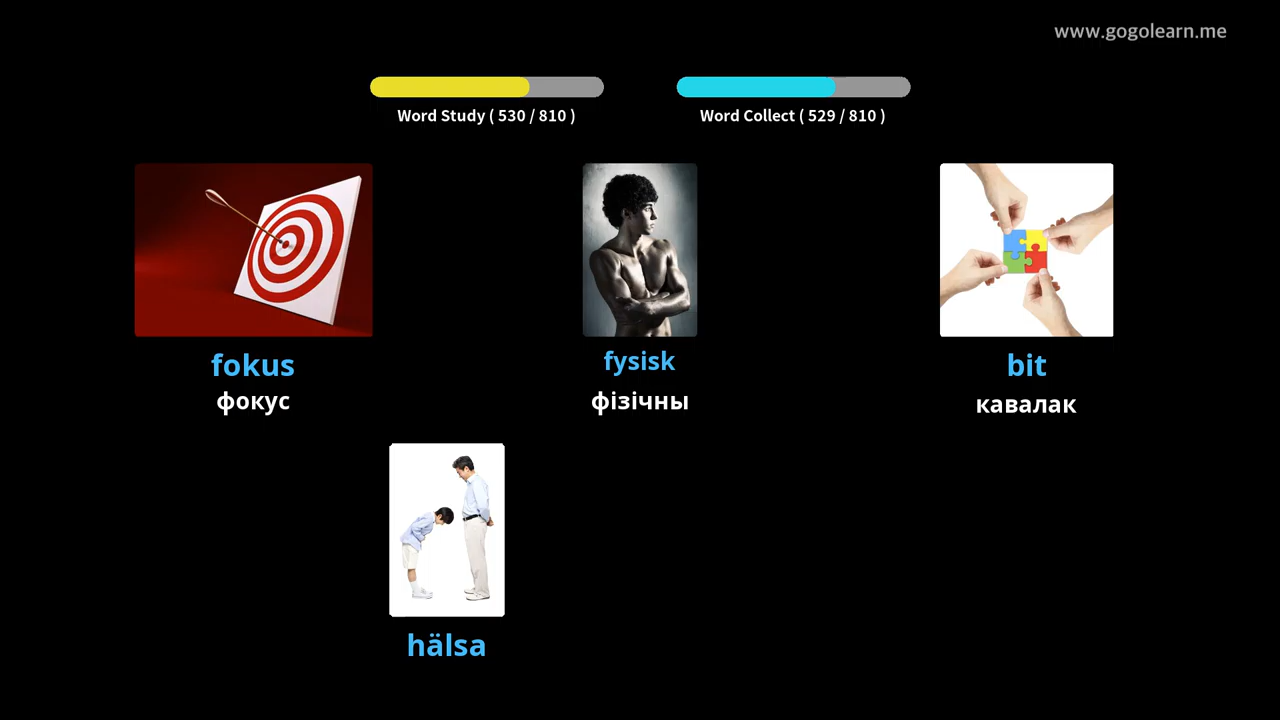 www.gogolearn.me
Word Study ( 530 / 810 )
Word Collect ( 529 / 810 )
fokus
фокус
fysisk
фізічны
bit
кавалак
hälsa